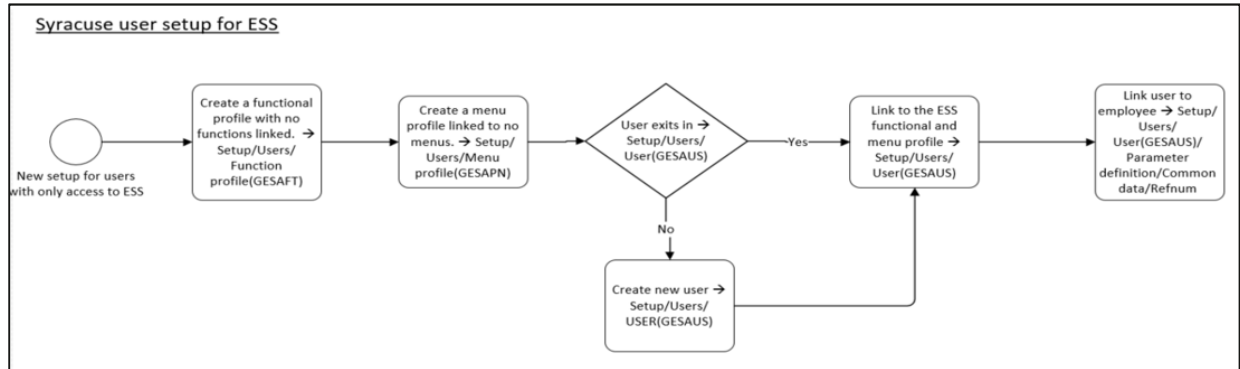 Syracuse user setup for ESS
New setup for users
with only access to ESS
Create a functional
profile with no
functions linked. →
Setup/Users/
Function
profile(GESAFT)
Create a menu
profile linked to no
menus. → Setup/
Users/Menu
profile(GESAPN)
User exits in →
Setup/Users/
User(GESAUS)
Yes
No
Create new user →
Setup/Users/
USER(GESAUS)
Link to the ESS
functional and
menu profile →
Setup/Users/
User(GESAUS)
Link user to
employee → Setup/
Users/
User(GESAUS)/
Parameter
definition/Common
data/Refnum